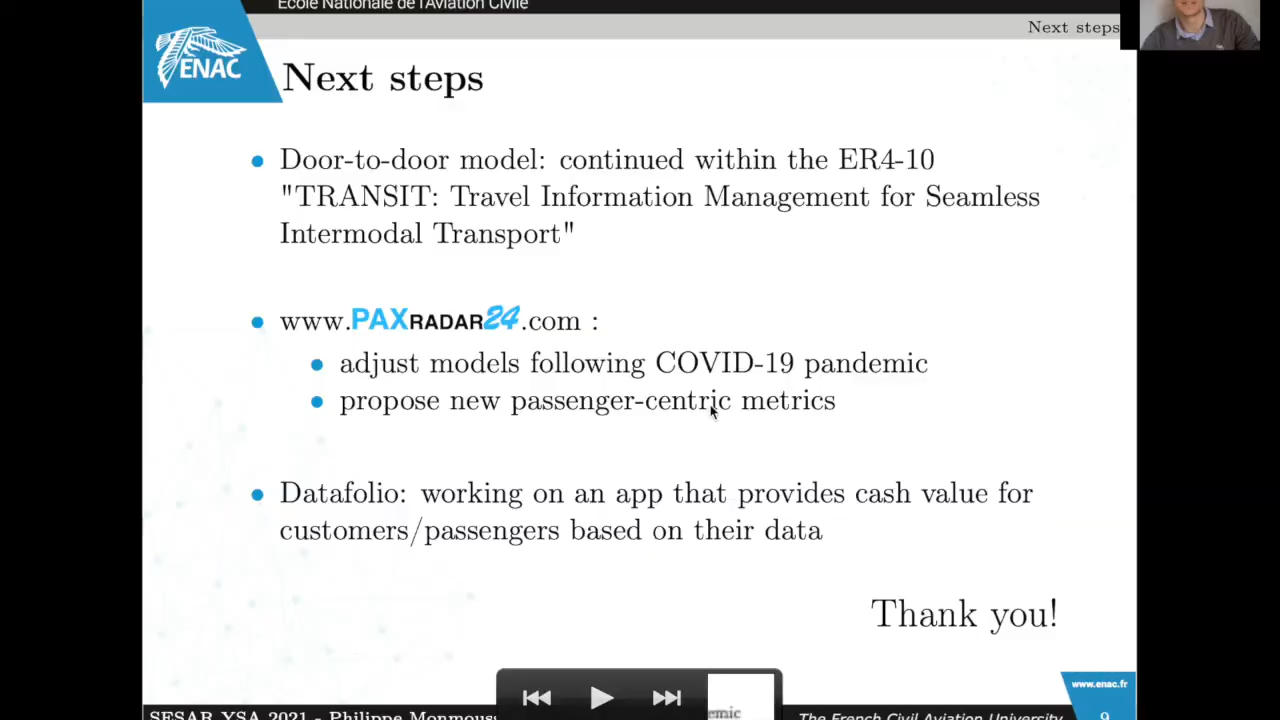 École Nationale de l'Aviation Civile
Next steps
ENAC
Next steps
Door-to-door model: continued within the ER4-10
"TRANSIT: Travel Information Management for Seamless
Intermodal Transport"
www.PAXRADAR24.com :
adjust models following COVID-19 pandemic
propose new passenger-centric metrics
Datafolio: working on an app that provides cash value for
customers/passengers based on their data
Thank you!
www.enac.fr
emic
SESAR YSA 2021 - Philippe
The French Civil Aviation University
9